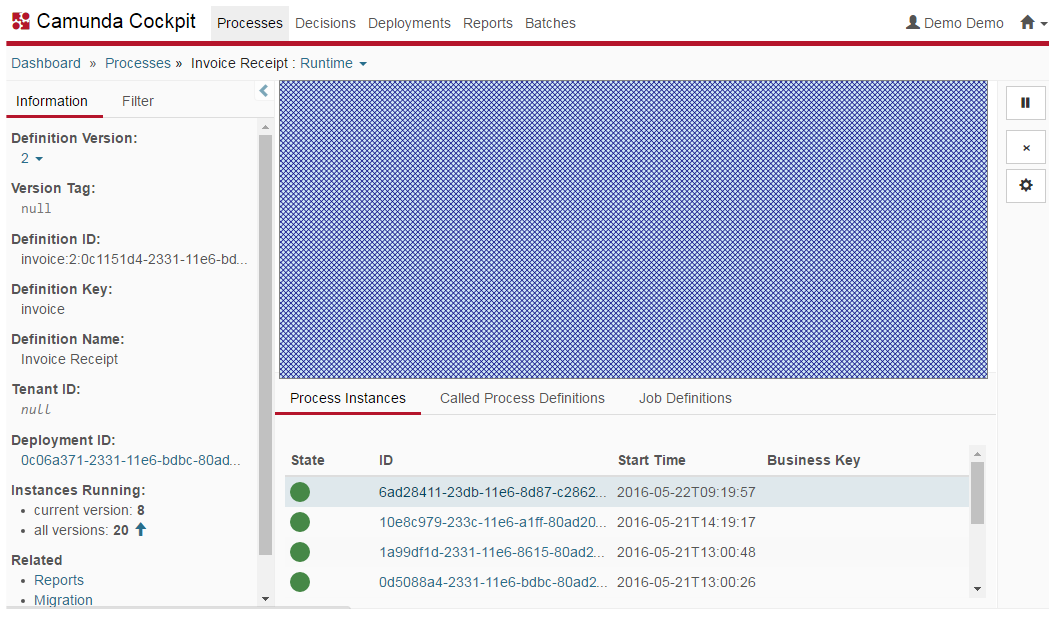 Camunda Cockpit Processes Decisions Deployments Reports Batches Demo Demo
Dashboard » Processes » Invoice Receipt : Runtime
Information Filter
Definition Version:
2
Version Tag:
null
Definition ID:
invoice:2:0c1151d4-2331-11e6-bd...
Definition Key:
invoice
Definition Name:
Invoice Receipt
Tenant ID:
null
Deployment ID:
0c06a371-2331-11e6-bdbc-80ad...
Instances Running:
• current version: 8
• all versions: 20
Related
• Reports
• Migration
Process Instances Called Process Definitions Job Definitions
State ID Start Time Business Key
6ad28411-23db-11e6-8d87-c2862... 2016-05-22T09:19:57
10e8c979-233c-11e6-a1ff-80ad20... 2016-05-21T14:19:17
1a99df1d-2331-11e6-8615-80ad2... 2016-05-21T13:00:48
0d5088a4-2331-11e6-bdbc-80ad2... 2016-05-21T13:00:26